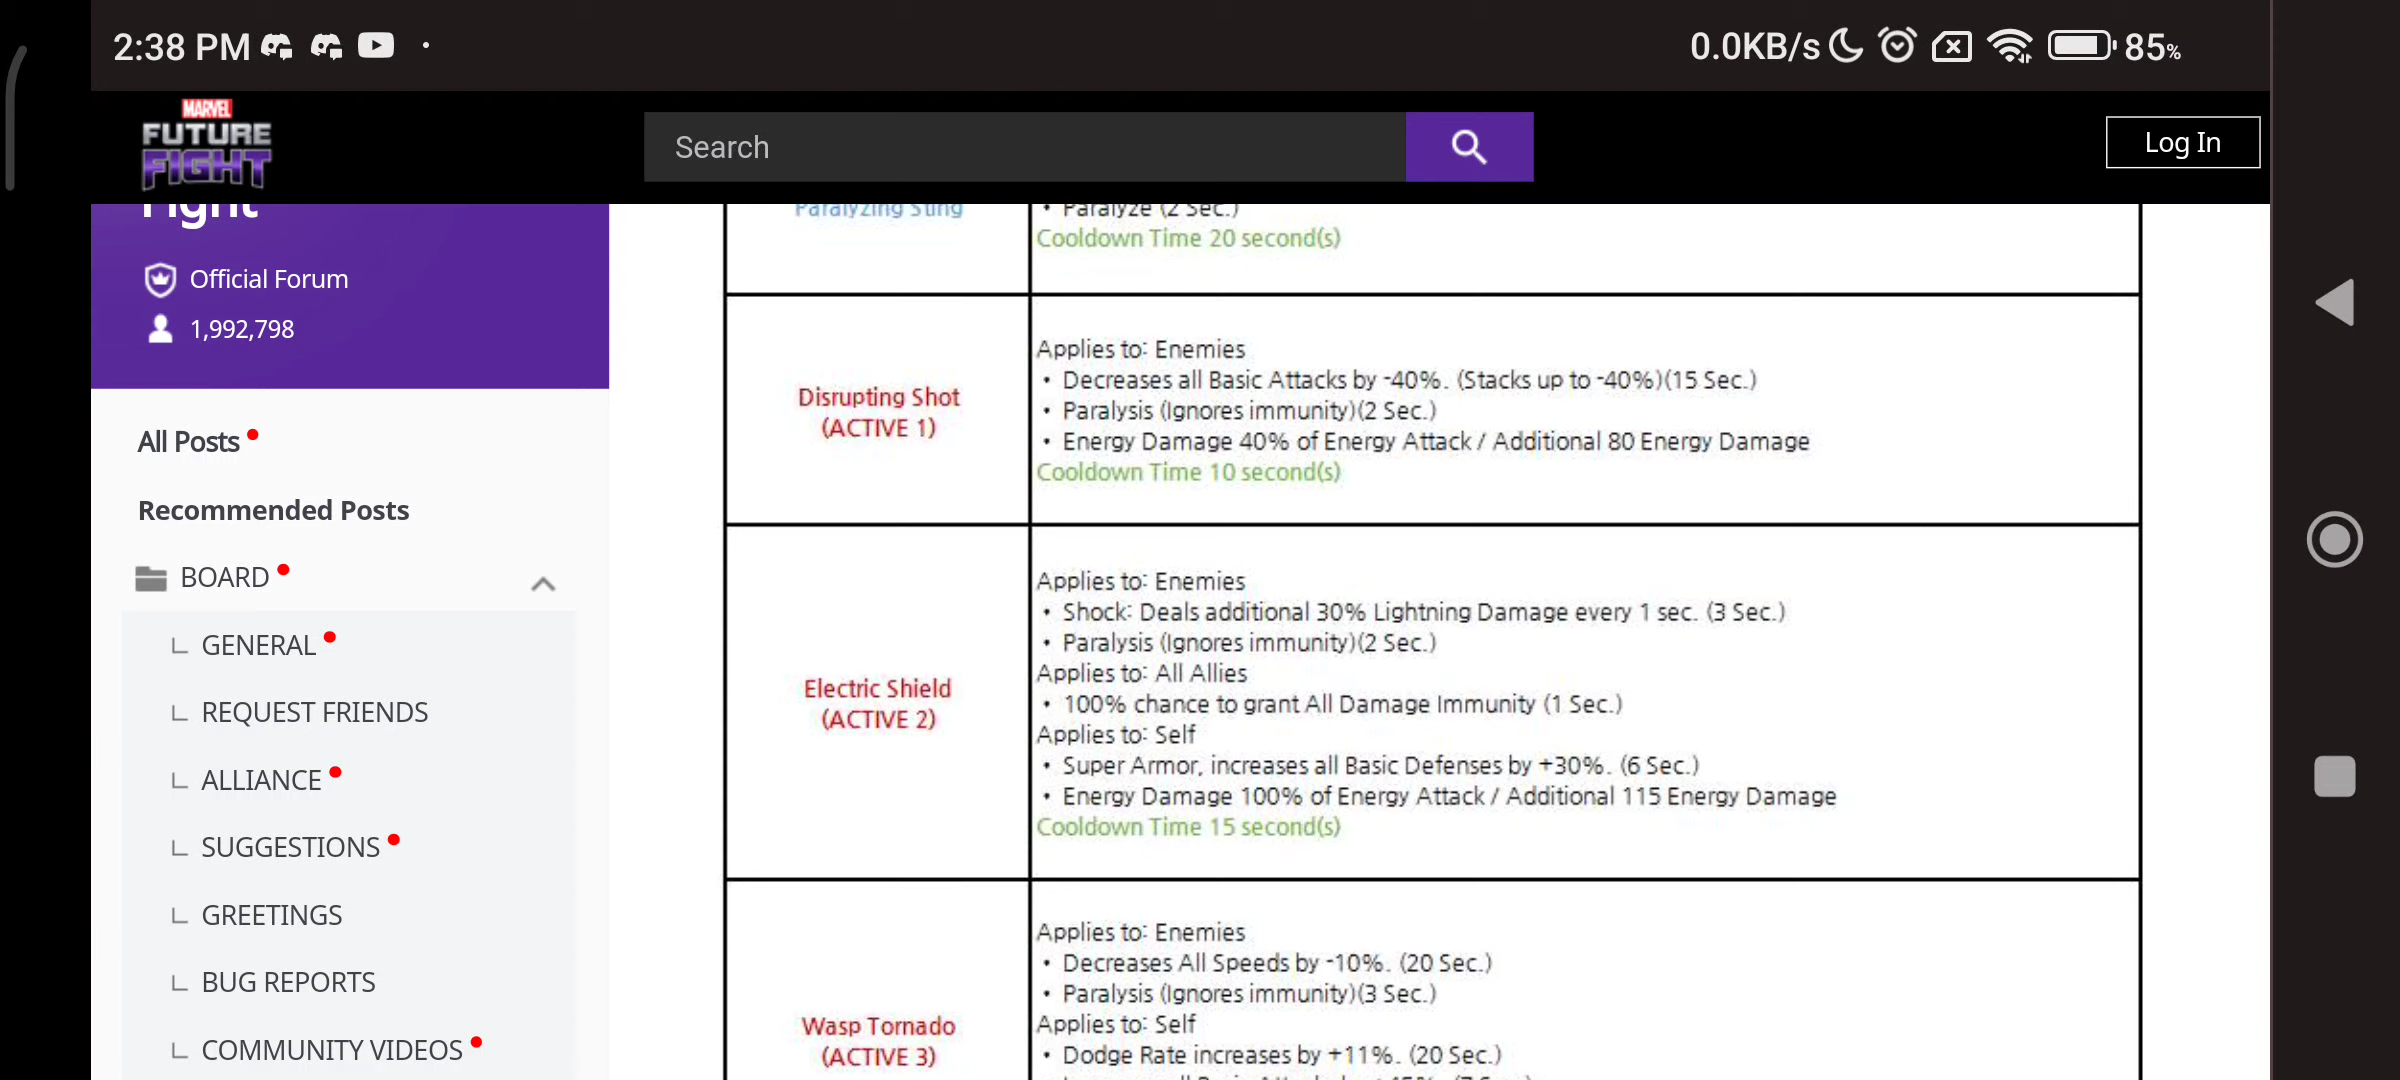 2:38 PM
0.0KB/s
85%
MARVEL
FUTURE
FIGHT
Search
Log In
Fight
Official Forum
1,992,798
All Posts
Recommended Posts
BOARD
GENERAL
REQUEST FRIENDS
ALLIANCE
SUGGESTIONS
GREETINGS
BUG REPORTS
COMMUNITY VIDEOS
Paralyzing Sting
• Paralyze (2 Sec.)
Cooldown Time 20 second(s)
Disrupting Shot
(ACTIVE 1)
Applies to: Enemies
• Decreases all Basic Attacks by -40%. (Stacks up to -40%)(15 Sec.)
• Paralysis (Ignores immunity)(2 Sec.)
• Energy Damage 40% of Energy Attack / Additional 80 Energy Damage
Cooldown Time 10 second(s)
Electric Shield
(ACTIVE 2)
Applies to: Enemies
• Shock: Deals additional 30% Lightning Damage every 1 sec. (3 Sec.)
• Paralysis (Ignores immunity)(2 Sec.)
Applies to: All Allies
• 100% chance to grant All Damage Immunity (1 Sec.)
Applies to: Self
• Super Armor, increases all Basic Defenses by +30%. (6 Sec.)
• Energy Damage 100% of Energy Attack / Additional 115 Energy Damage
Cooldown Time 15 second(s)
Wasp Tornado
(ACTIVE 3)
Applies to: Enemies
• Decreases All Speeds by -10%. (20 Sec.)
• Paralysis (Ignores immunity)(3 Sec.)
Applies to: Self
• Dodge Rate increases by +11%. (20 Sec.)